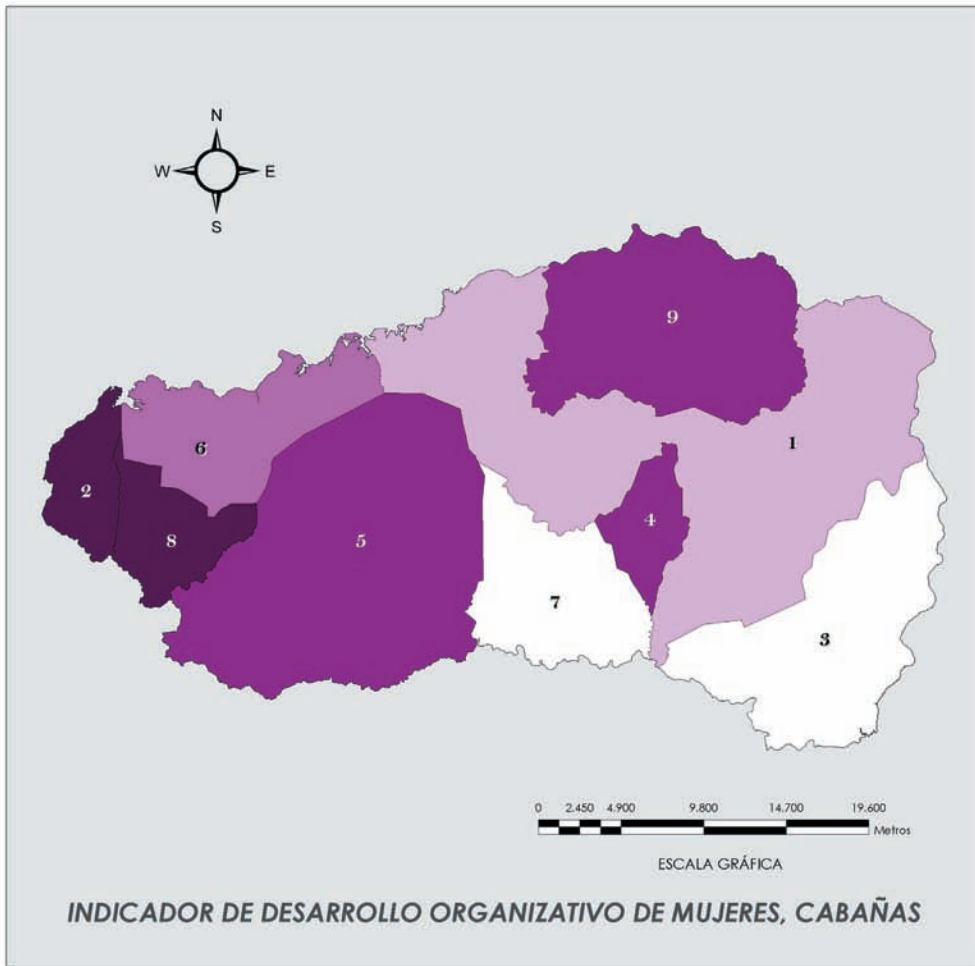 N
W E
S
9
1
6
2
4
8
5
7
3
0 2.450 4.900 9.800 14.700 19.600
Metros
ESCALA GRÁFICA
INDICADOR DE DESARROLLO ORGANIZATIVO DE MUJERES, CABAÑAS